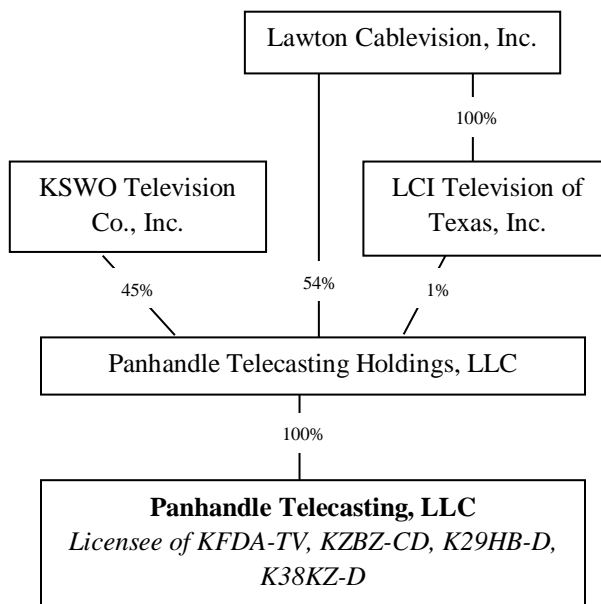 Lawton Cablevision, Inc.
100%
KSWO Television
Co., Inc.
LCI Television of
Texas, Inc.
45%
54%
1%
Panhandle Telecasting Holdings, LLC
100%
Panhandle Telecasting, LLC
Licensee of KFDA-TV, KZBZ-CD, K29HB-D,
K38KZ-D